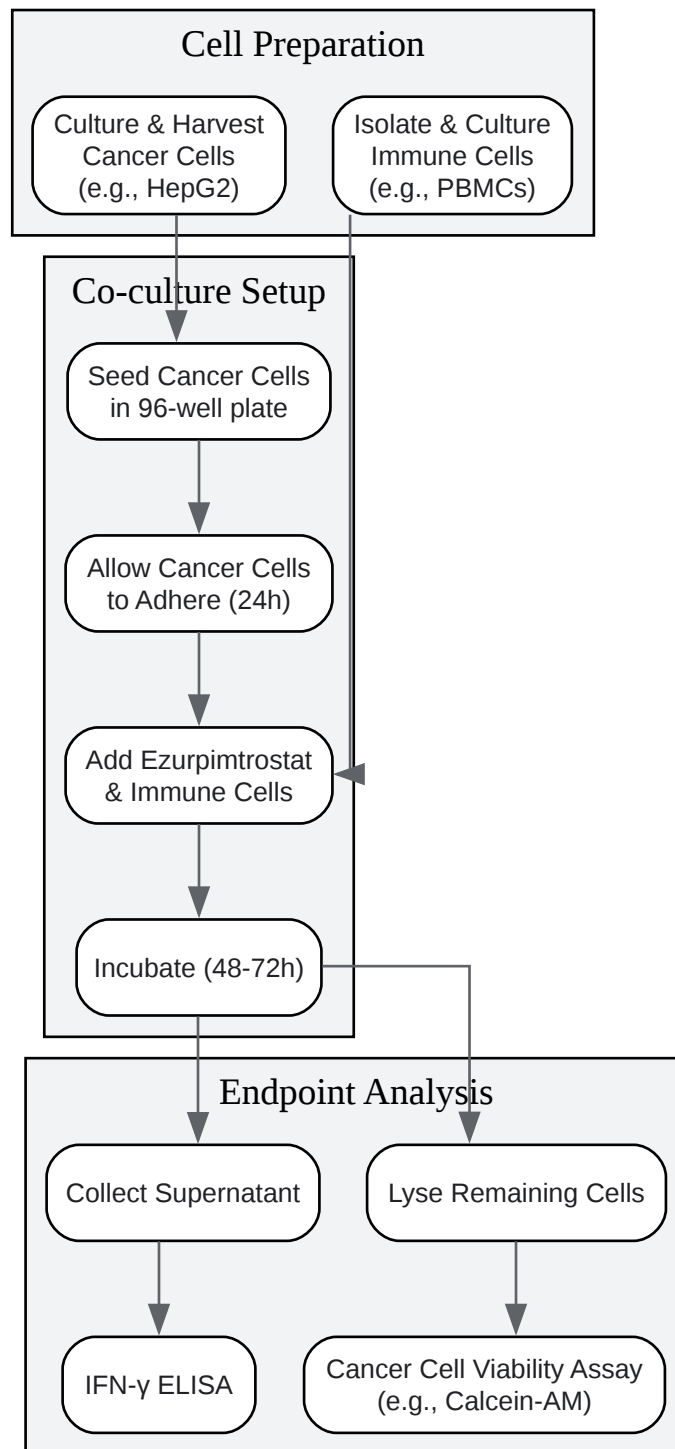 Cell Preparation
Culture & Harvest
Cancer Cells
(e.g., HepG2)
Isolate & Culture
Immune Cells
(e.g., PBMCs)
Co-culture Setup
Seed Cancer Cells
in 96-well plate
Allow Cancer Cells
to Adhere (24h)
Add Ezurpimtrostat
& Immune Cells
Incubate (48-72h)
Endpoint Analysis
Collect Supernatant
Lyse Remaining Cells
IFN-γ ELISA
Cancer Cell Viability Assay
(e.g., Calcein-AM)